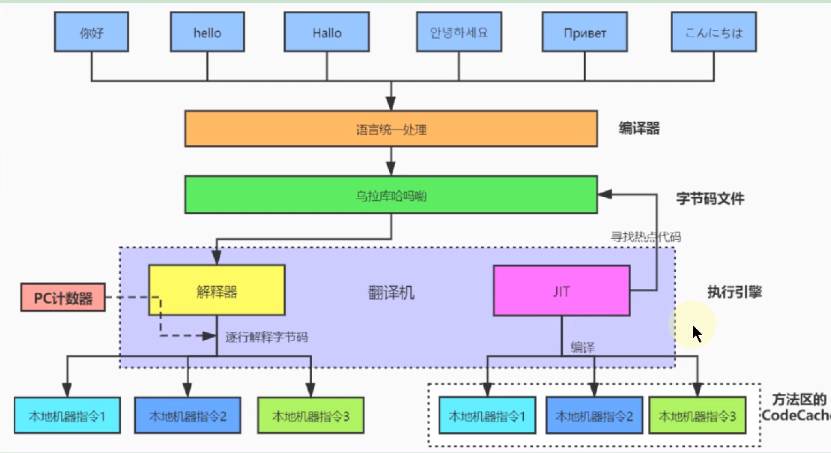 你好
hello
Hallo
안녕하세요
Привет
こんにちは
语言统一处理
编译器
乌拉库哈吗呦
字节码文件
寻找热点代码
PC计数器
解释器
翻译机
JIT
执行引擎
逐行解释字节码
编译
本地机器指令1
本地机器指令2
本地机器指令3
本地机器指令1
本地机器指令2
本地机器指令3
方法区的
CodeCache